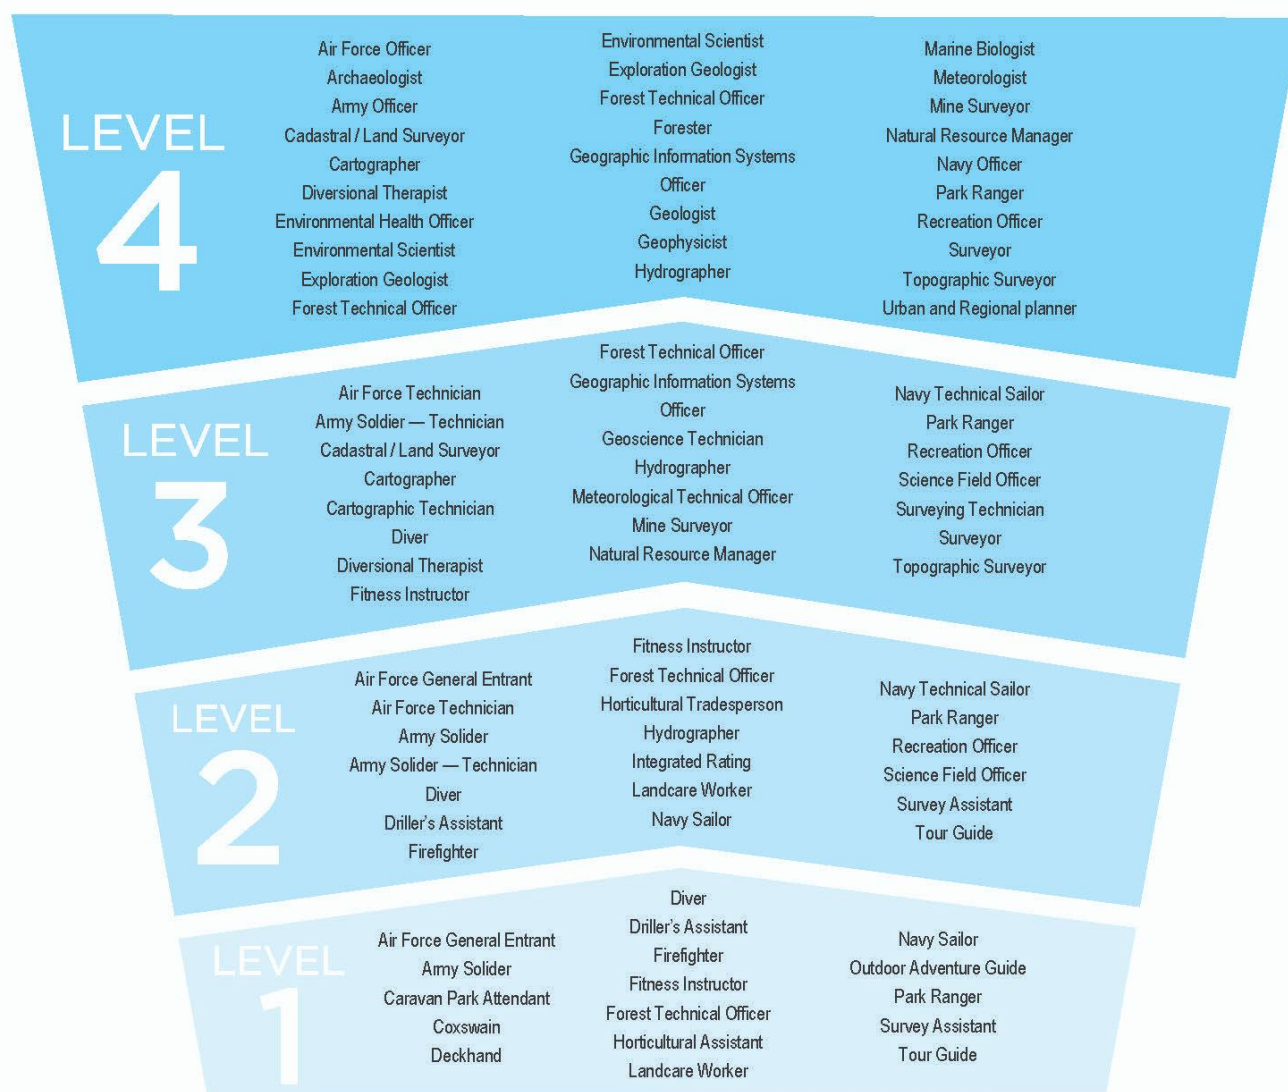 LEVEL
4
Air Force Officer
Archaeologist
Army Officer
Cadastral / Land Surveyor
Cartographer
Diversional Therapist
Environmental Health Officer
Environmental Scientist
Exploration Geologist
Forest Technical Officer
Environmental Scientist
Exploration Geologist
Forest Technical Officer
Forester
Geographic Information Systems
Officer
Geologist
Geophysicist
Hydrographer
Marine Biologist
Meteorologist
Mine Surveyor
Natural Resource Manager
Navy Officer
Park Ranger
Recreation Officer
Surveyor
Topographic Surveyor
Urban and Regional planner
LEVEL
3
Air Force Technician
Army Soldier — Technician
Cadastral / Land Surveyor
Cartographer
Cartographic Technician
Diver
Diversional Therapist
Fitness Instructor
Forest Technical Officer
Geographic Information Systems
Officer
Geoscience Technician
Hydrographer
Meteorological Technical Officer
Mine Surveyor
Natural Resource Manager
Navy Technical Sailor
Park Ranger
Recreation Officer
Science Field Officer
Surveying Technician
Surveyor
Topographic Surveyor
LEVEL
2
Air Force General Entrant
Air Force Technician
Army Solider
Army Solider — Technician
Diver
Driller's Assistant
Firefighter
Fitness Instructor
Forest Technical Officer
Horticultural Tradesperson
Hydrographer
Integrated Rating
Landcare Worker
Navy Sailor
Navy Technical Sailor
Park Ranger
Recreation Officer
Science Field Officer
Survey Assistant
Tour Guide
LEVEL
1
Air Force General Entrant
Army Solider
Caravan Park Attendant
Coxswain
Deckhand
Diver
Driller's Assistant
Firefighter
Fitness Instructor
Forest Technical Officer
Horticultural Assistant
Landcare Worker
Navy Sailor
Outdoor Adventure Guide
Park Ranger
Survey Assistant
Tour Guide